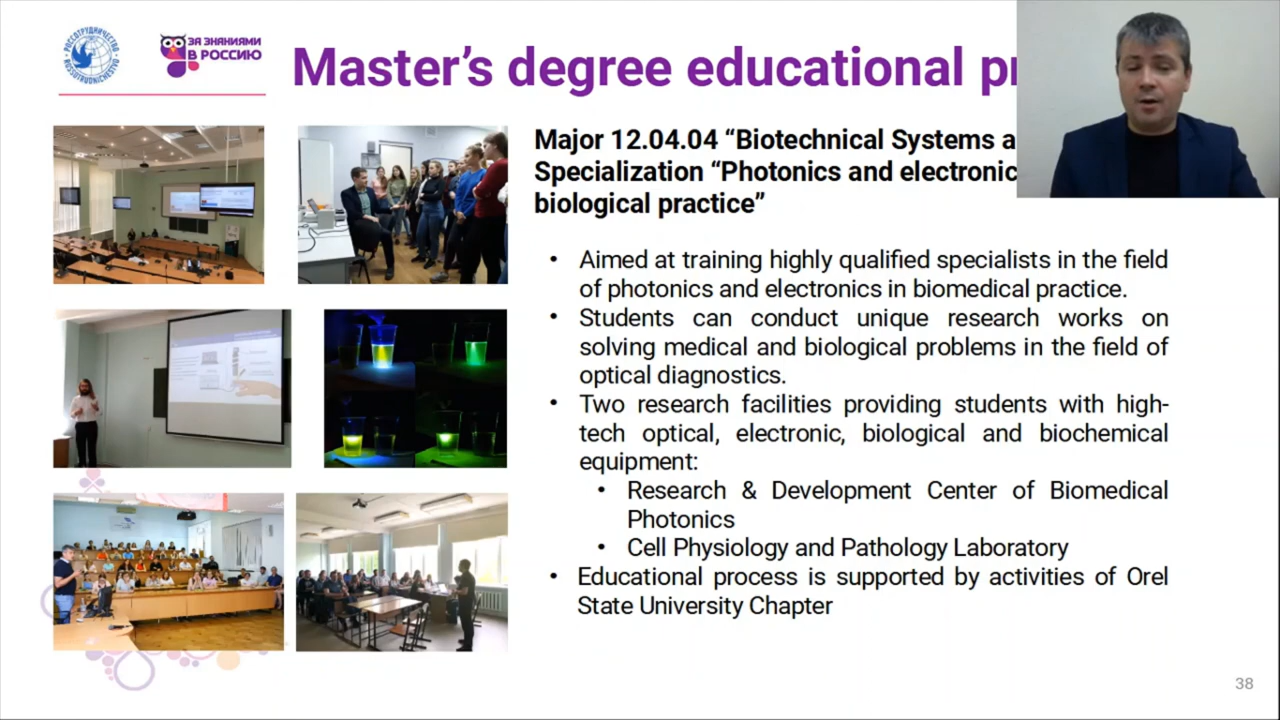 РОССОТРУДНИЧЕСТВО
ROSSOTRUDNICHESTVO
ЗА ЗНАНИЯМИ
В РОССИЮ
Master’s degree educational pr
Major 12.04.04 “Biotechnical Systems a
Specialization “Photonics and electronic
biological practice”
• Aimed at training highly qualified specialists in the field
of photonics and electronics in biomedical practice.
• Students can conduct unique research works on
solving medical and biological problems in the field of
optical diagnostics.
• Two research facilities providing students with high-
tech optical, electronic, biological and biochemical
equipment:
• Research & Development Center of Biomedical
Photonics
• Cell Physiology and Pathology Laboratory
• Educational process is supported by activities of Orel
State University Chapter
38